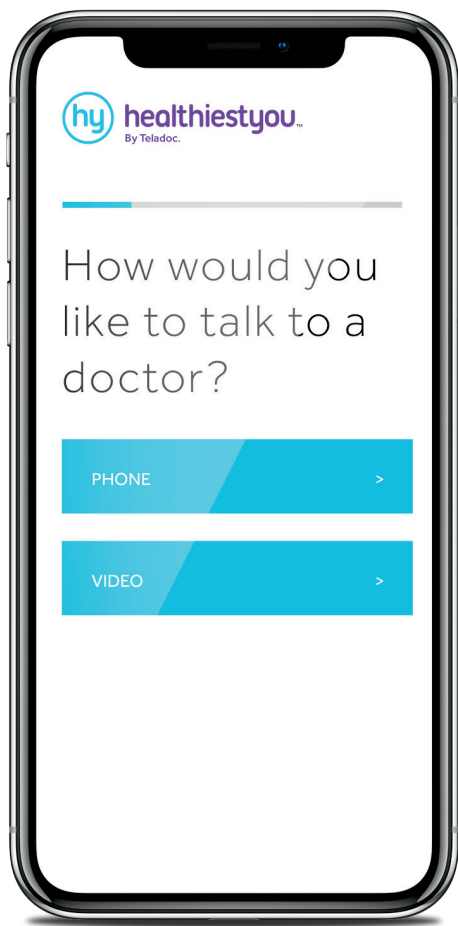 hy healthiestyou™
By Teladoc.
How would you
like to talk to a
doctor?
PHONE >
VIDEO >